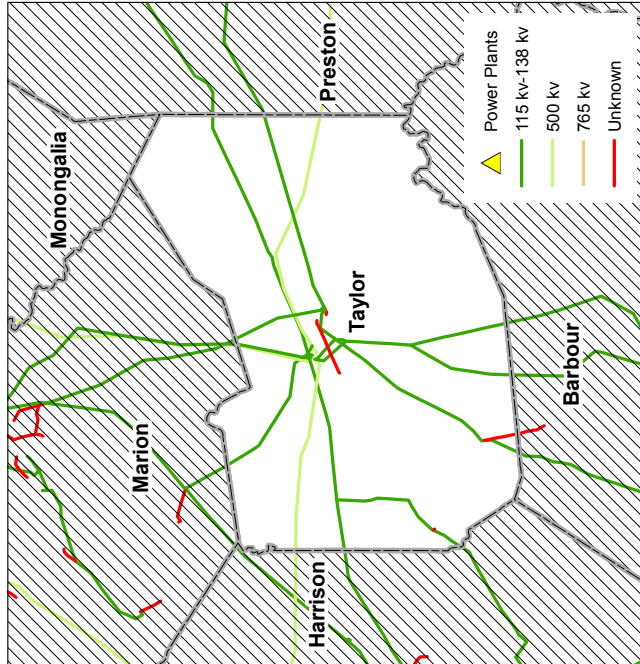 Monongalia
Preston
Marion
Taylor
Harrison
Barbour
Power Plants
115 kv-138 kv
500 kv
765 kv
Unknown